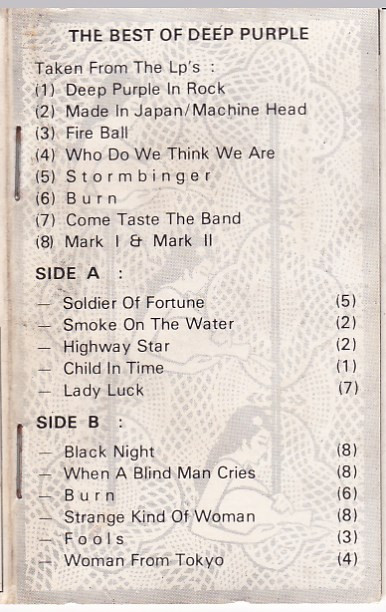 THE BEST OF DEEP PURPLE
Taken From The Lp's :
(1) Deep Purple In Rock
(2) Made In Japan/Machine Head
(3) Fire Ball
(4) Who Do We Think We Are
(5) Stormbinger
(6) Burn
(7) Come Taste The Band
(8) Mark I & Mark II
SIDE A :
— Soldier Of Fortune (5)
— Smoke On The Water (2)
— Highway Star (2)
— Child In Time (1)
— Lady Luck (7)
SIDE B :
— Black Night (8)
— When A Blind Man Cries (8)
— Burn (6)
— Strange Kind Of Woman (8)
— Fools (3)
— Woman From Tokyo (4)